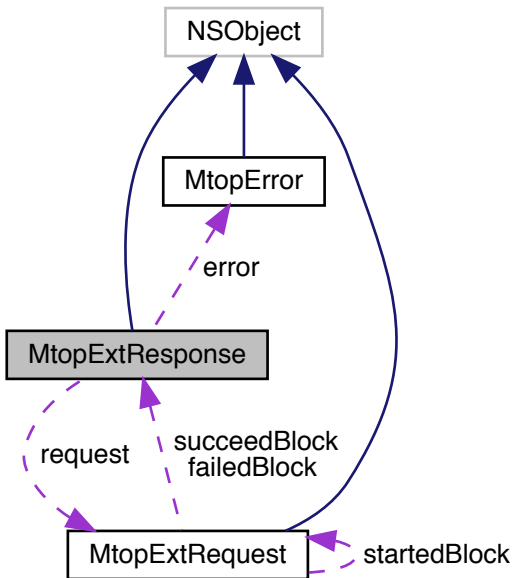 NSObject
MtopError
error
MtopExtResponse
request
succeedBlock
failedBlock
MtopExtRequest
startedBlock